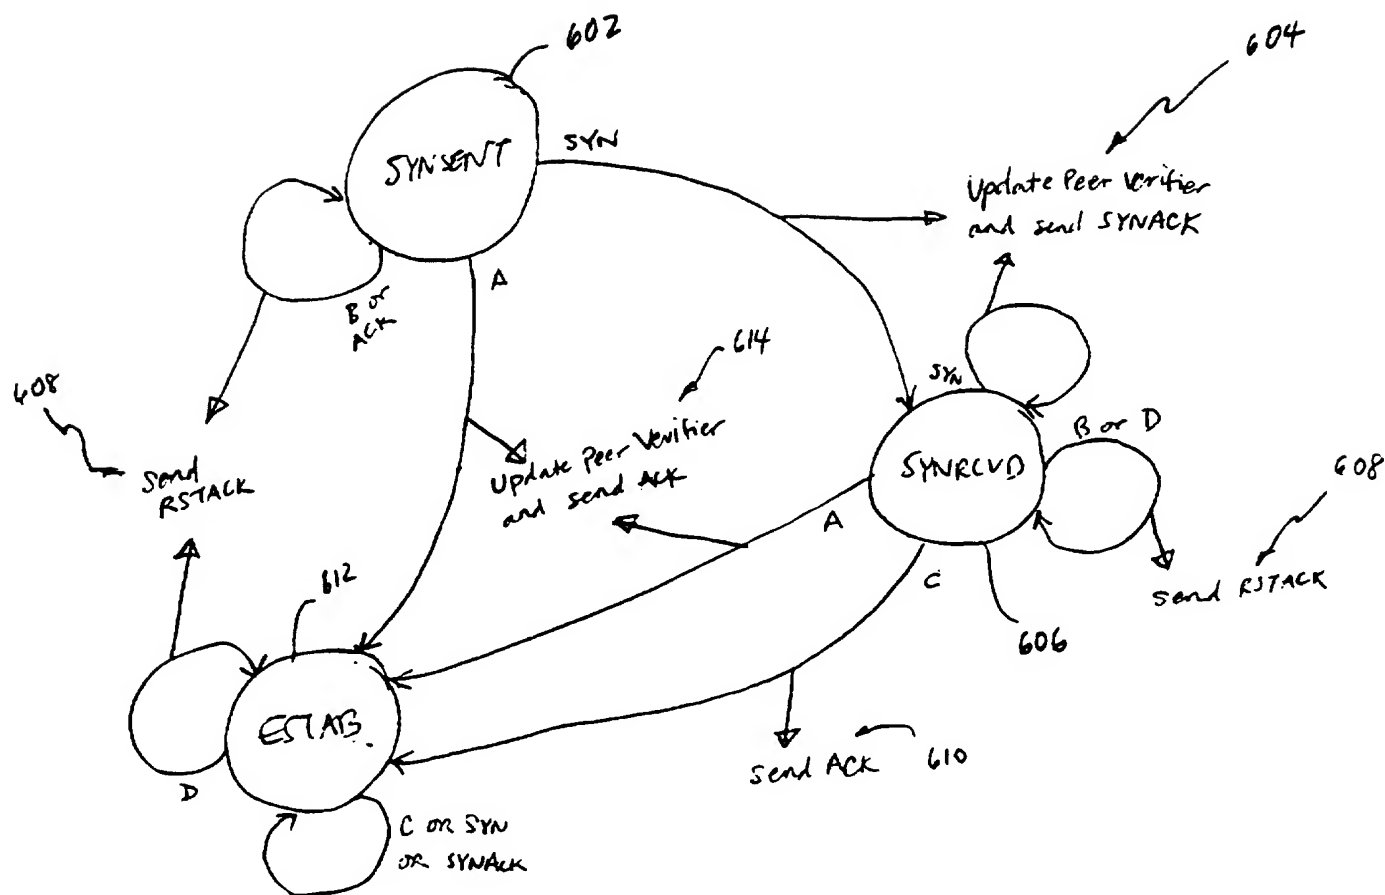 602
604
SYN
SYNSENT
Update Peer Verifier
and send SYNACK
A
B or
ACK
614
608
SYN
B or D
Update Peer Verifier
and send ACK
SYNRCVD
608
Send
RSTACK
A
C
Send RSTACK
612
606
ESTAB
Send ACK
610
D
C OR SYN
OR SYNACK